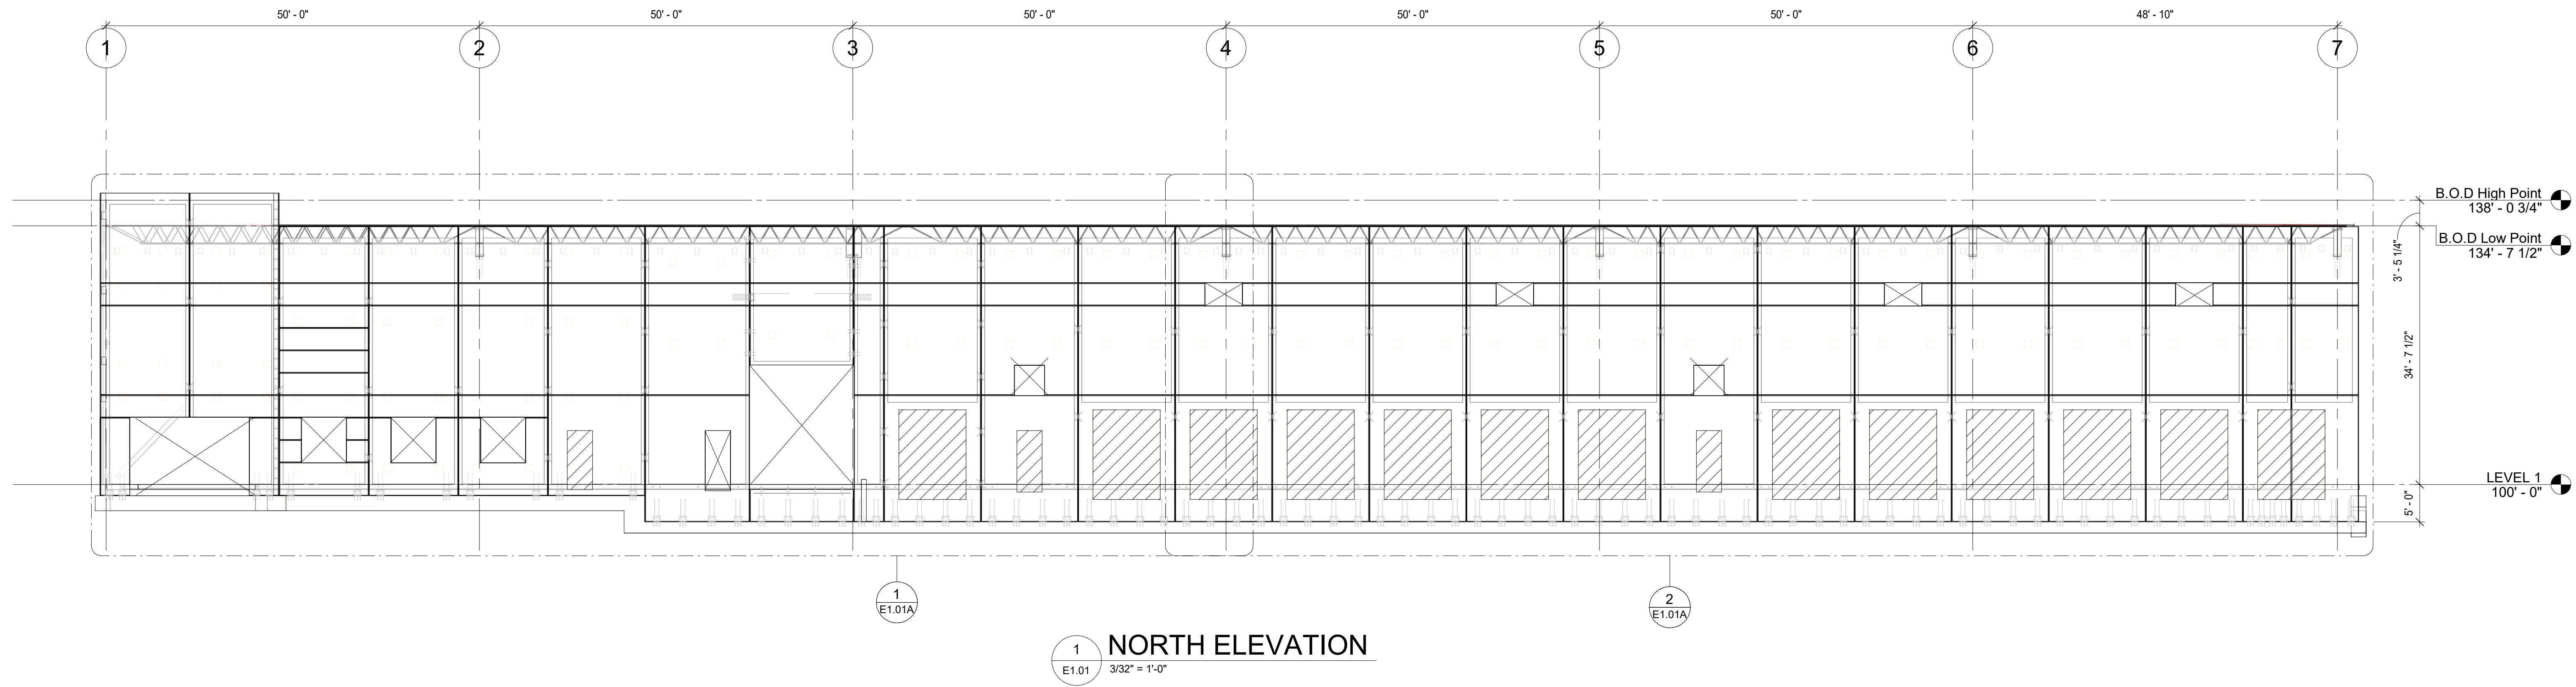 50' - 0"
50' - 0"
50' - 0"
50' - 0"
50' - 0"
48' - 10"
1
2
3
4
5
6
7
B.O.D High Point
138' - 0 3/4"
B.O.D Low Point
134' - 7 1/2"
3' - 5 1/4"
34' - 7 1/2"
LEVEL 1
100' - 0"
5' - 0"
1
E1.01A
2
E1.01A
1
E1.01
NORTH ELEVATION
3/32" = 1'-0"